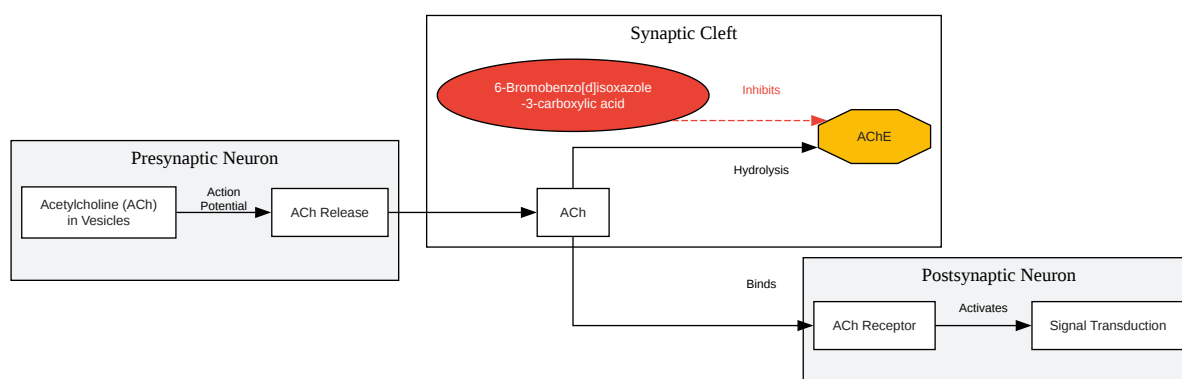 Synaptic Cleft
6-Bromobenzo[d]isoxazole
-3-carboxylic acid
Inhibits
AChE
Presynaptic Neuron
Hydrolysis
Acetylcholine (ACh)
in Vesicles
Action
Potential
ACh Release
ACh
Postsynaptic Neuron
Binds
ACh Receptor
Activates
Signal Transduction